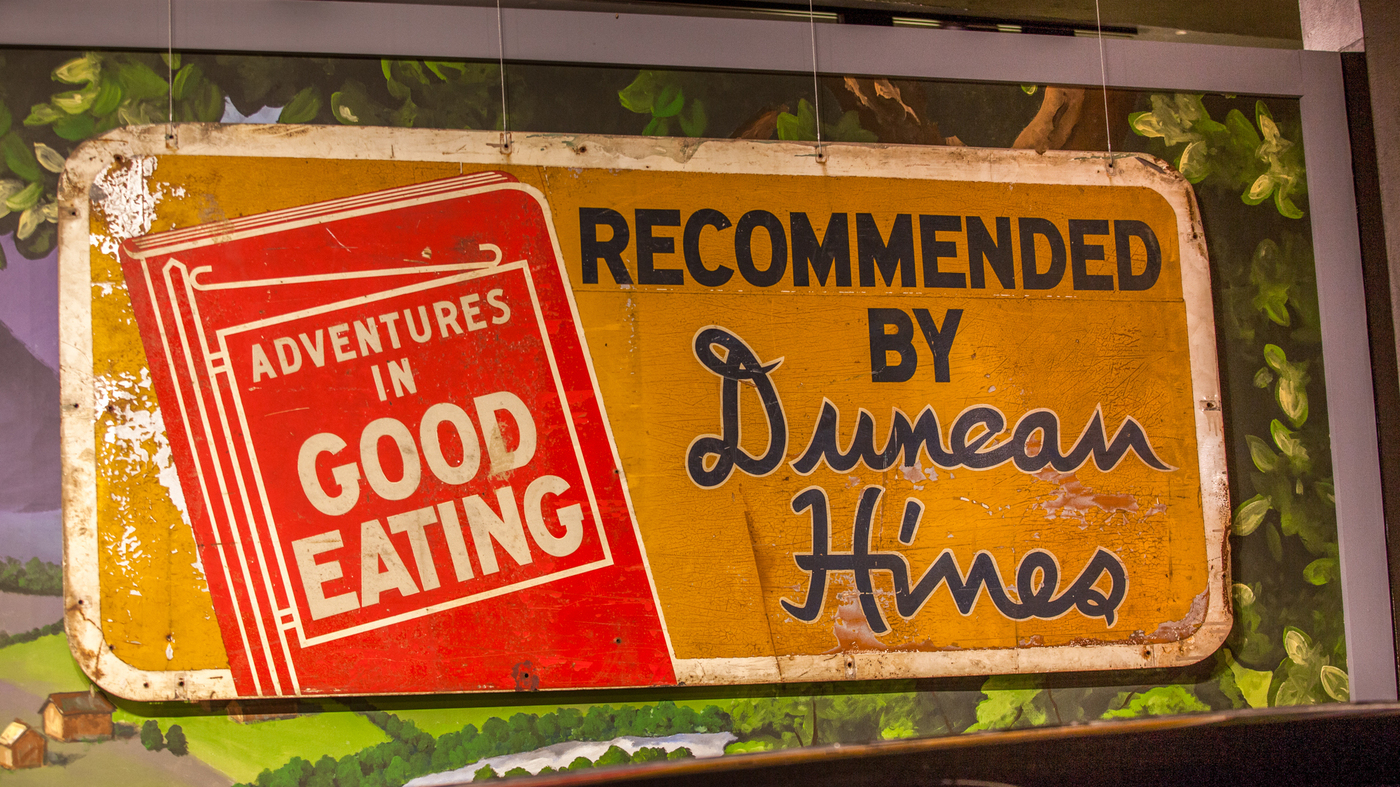 ADVENTURES
IN
GOOD
EATING
RECOMMENDED
BY
Duncan
Hines